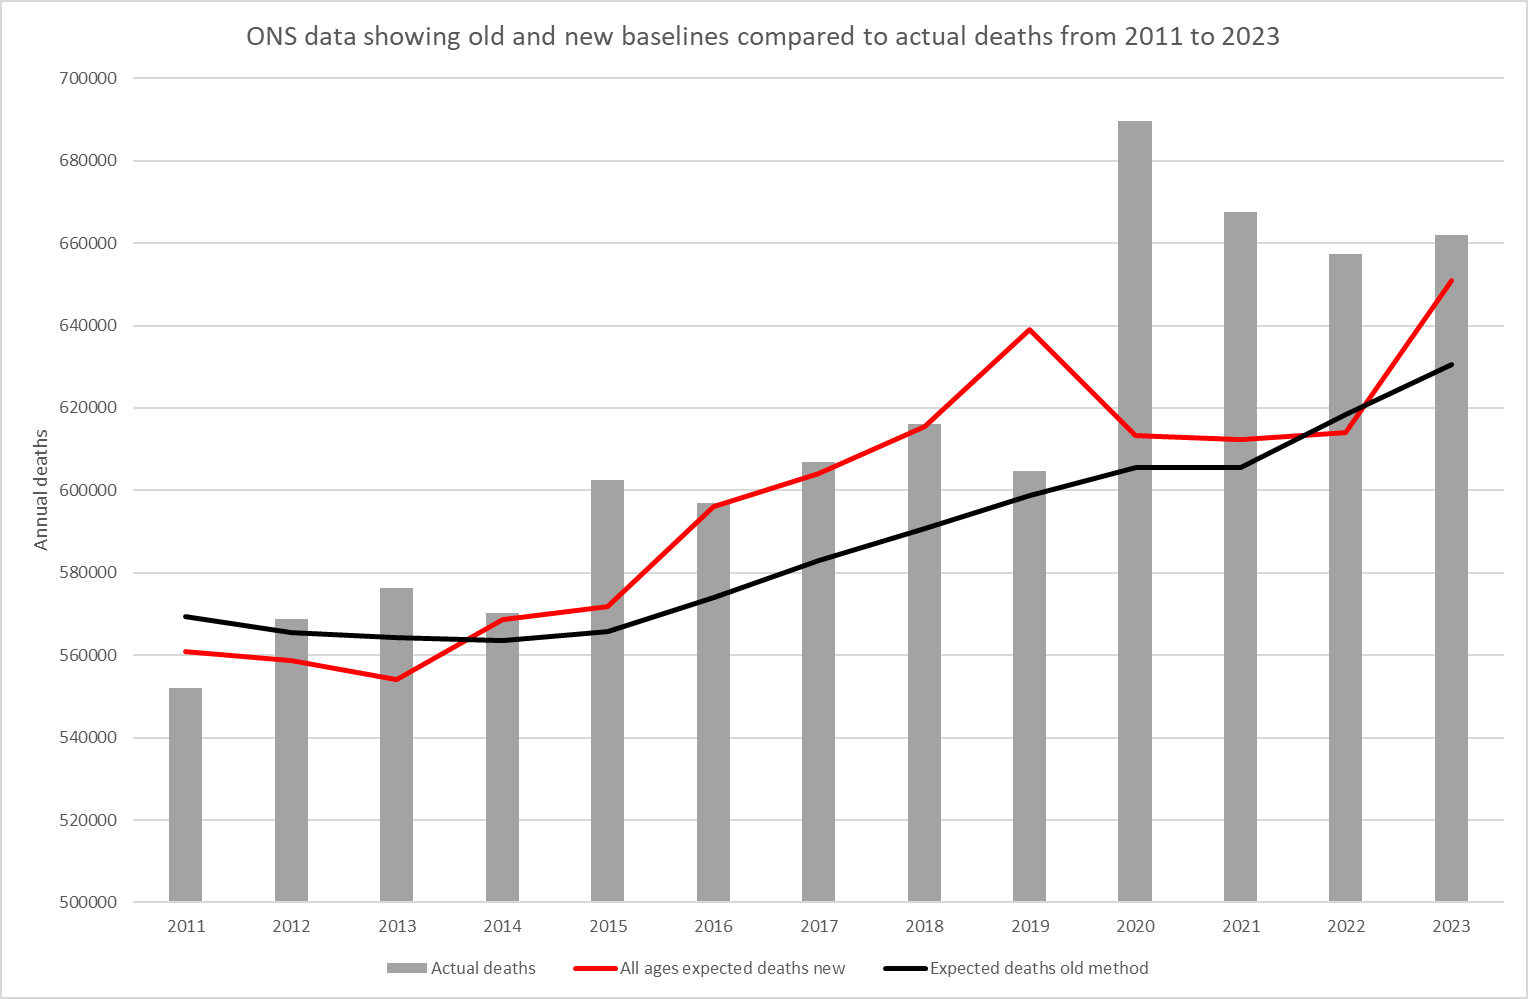 ONS data showing old and new baselines compared to actual deaths from 2011 to 2023
700000
680000
660000
640000
620000
600000
580000
560000
540000
520000
500000
Annual deaths
2011 2012 2013 2014 2015 2016 2017 2018 2019 2020 2021 2022 2023
Actual deaths All ages expected deaths new Expected deaths old method